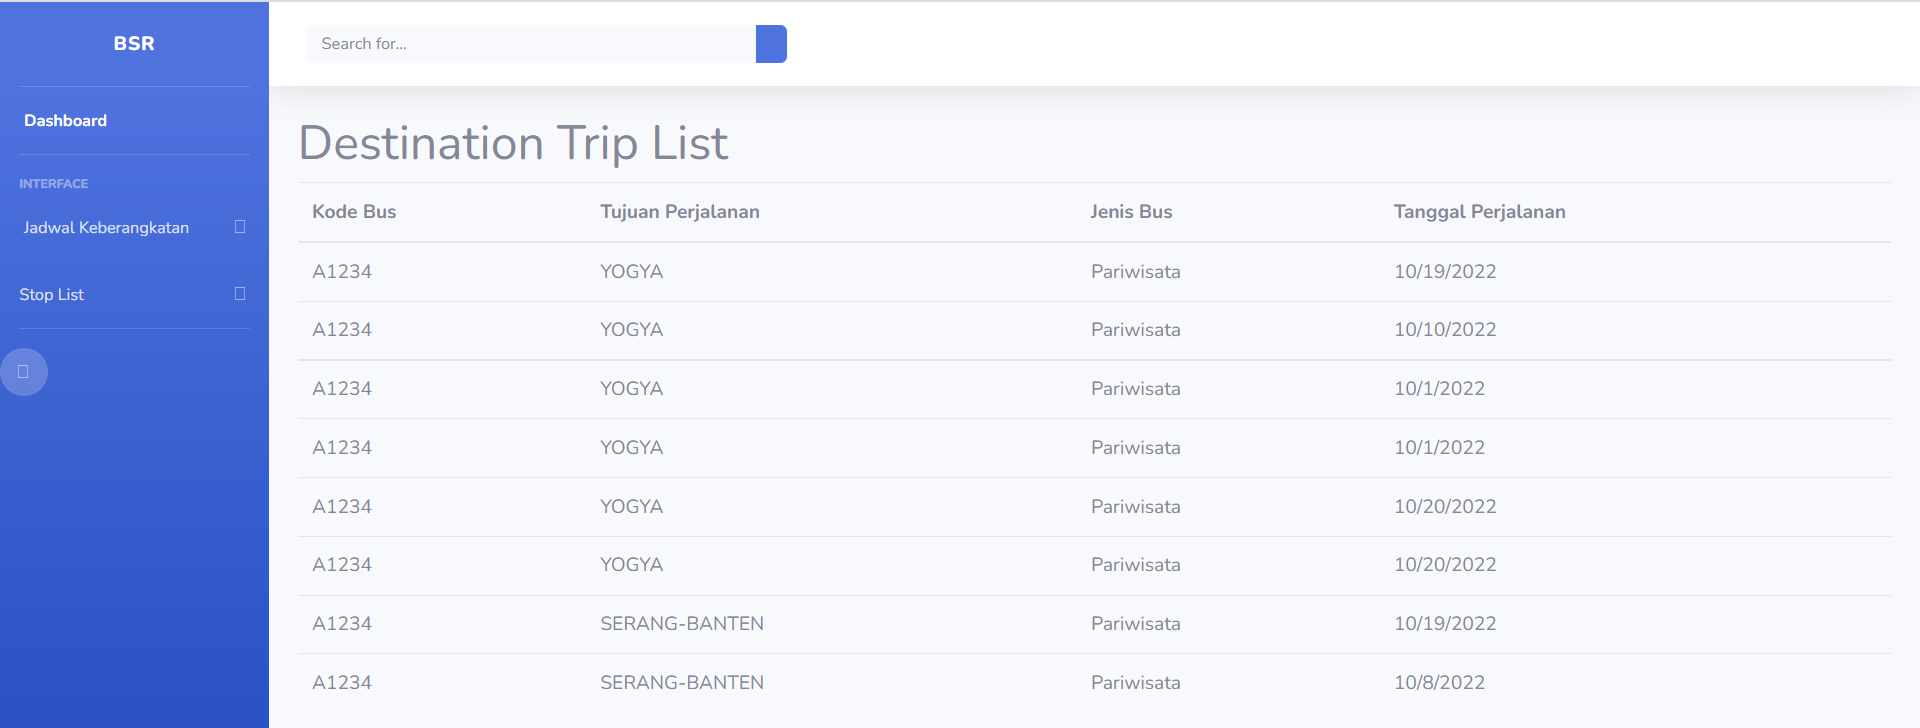 BSR
Search for...
Dashboard
INTERFACE
Jadwal Keberangkatan
Stop List
Destination Trip List
Kode Bus Tujuan Perjalanan Jenis Bus Tanggal Perjalanan
A1234 YOGYA Pariwisata 10/19/2022
A1234 YOGYA Pariwisata 10/10/2022
A1234 YOGYA Pariwisata 10/1/2022
A1234 YOGYA Pariwisata 10/1/2022
A1234 YOGYA Pariwisata 10/20/2022
A1234 YOGYA Pariwisata 10/20/2022
A1234 SERANG-BANTEN Pariwisata 10/19/2022
A1234 SERANG-BANTEN Pariwisata 10/8/2022